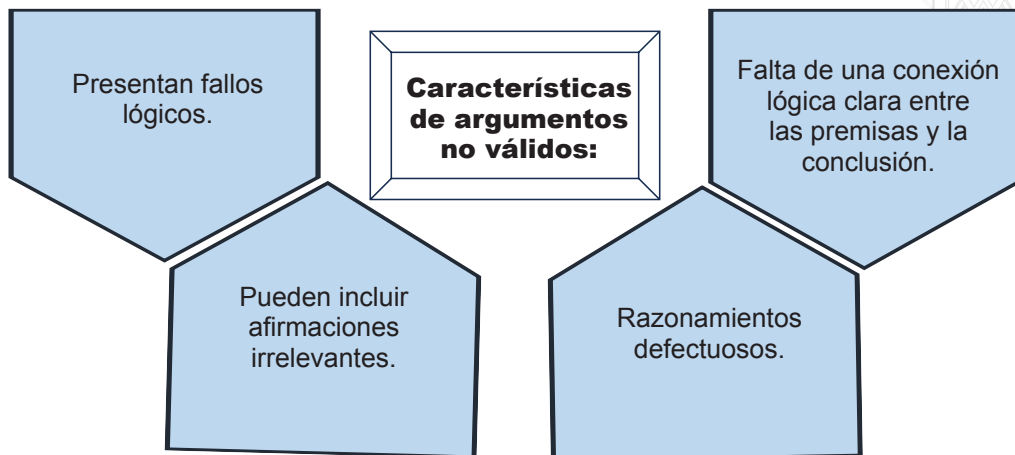 Presentan fallos
lógicos.
Características
de argumentos
no válidos:
Falta de una conexión
lógica clara entre
las premisas y la
conclusión.
Pueden incluir
afirmaciones
irrelevantes.
Razonamientos
defectuosos.